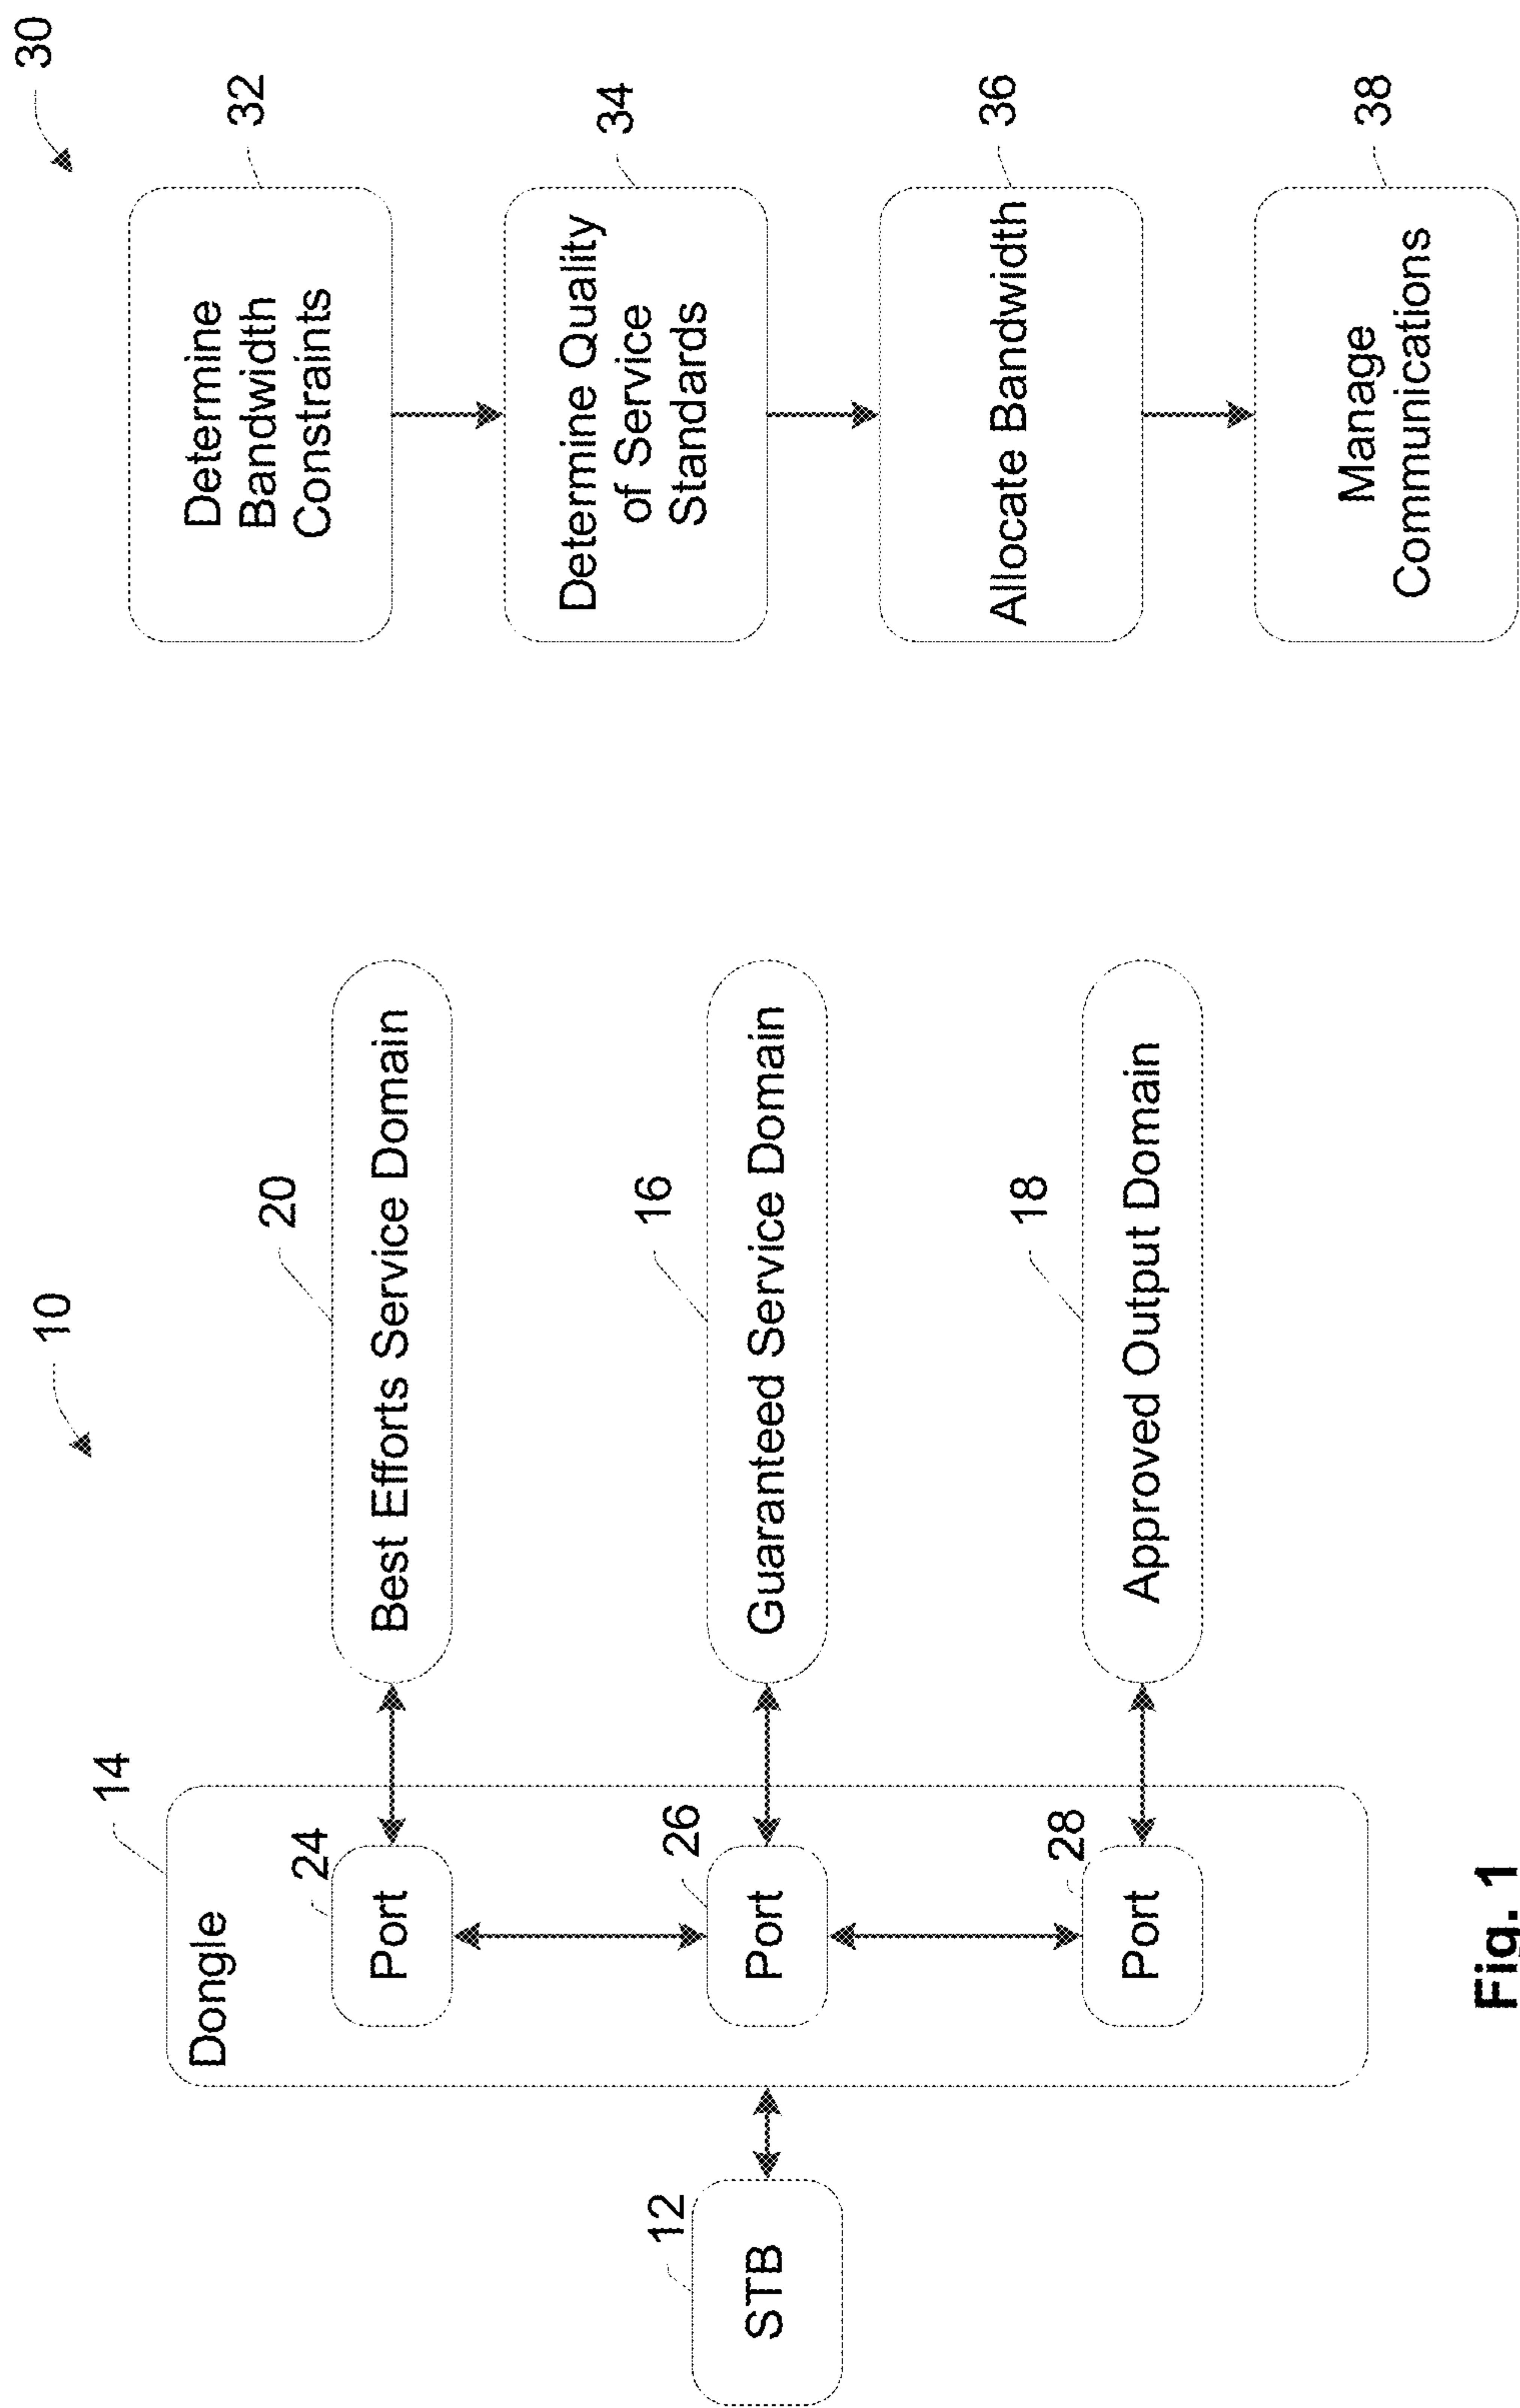 10
14
Dongle
24
Port
20
Best Efforts Service Domain
12
STB
26
Port
16
Guaranteed Service Domain
28
Port
18
Approved Output Domain
Fig. 1
30
32
Determine
Bandwidth
Constraints
34
Determine Quality
of Service
Standards
36
Allocate Bandwidth
38
Manage
Communications